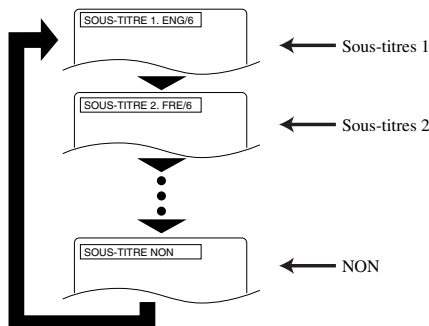 SOUS-TITRE 1. ENG/6
Sous-titres 1
SOUS-TITRE 2. FRE/6
Sous-titres 2
SOUS-TITRE NON
NON